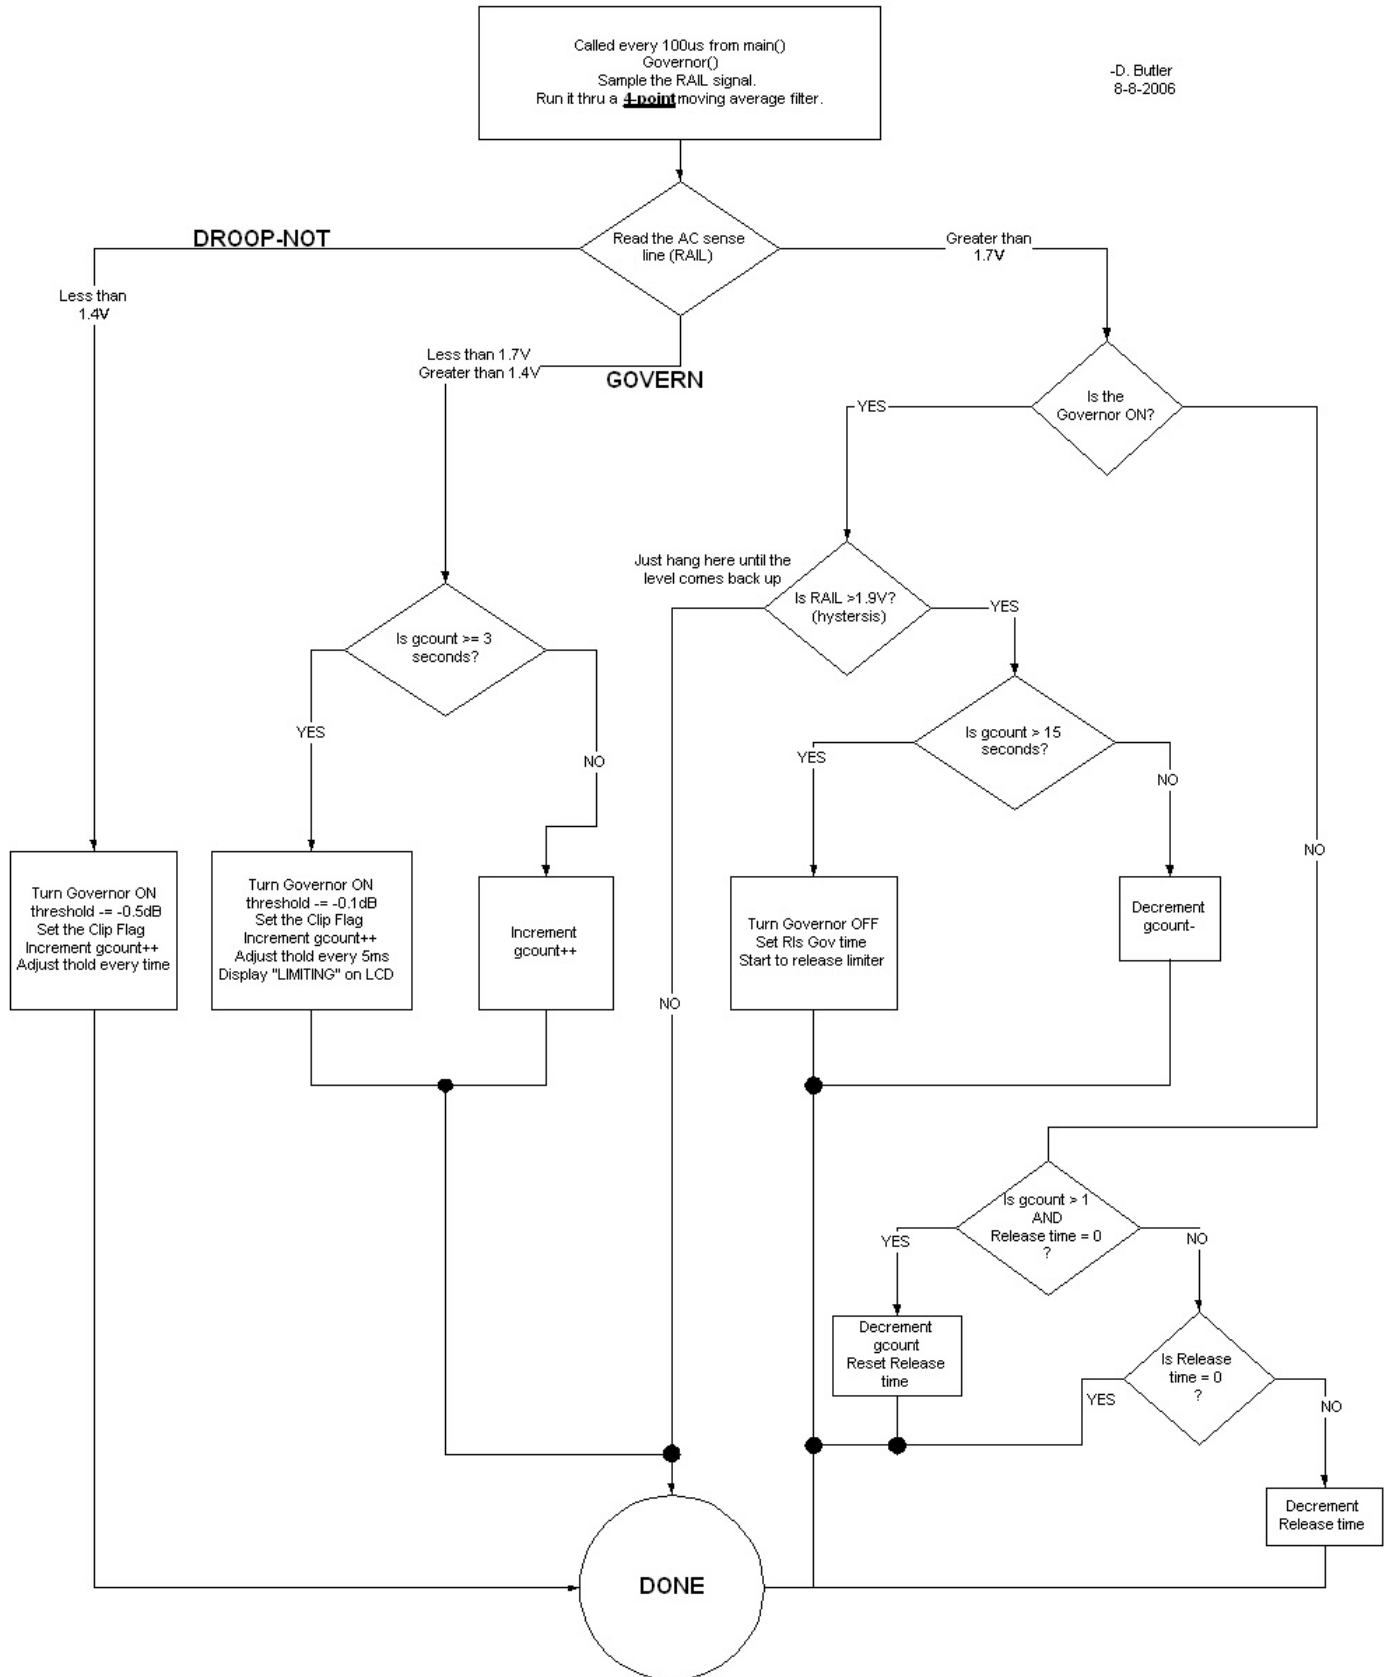 Called every 100us from main()
Governor()
Sample the RAIL signal.
Run it thru a 4-point moving average filter.
-D. Butler
8-8-2006
Read the AC sense
line (RAIL)
DROOP-NOT
Less than
1.4V
Less than 1.7V
Greater than 1.4V
GOVERN
Greater than
1.7V
Is the
Governor ON?
YES
NO
Just hang here until the
level comes back up
Is RAIL >1.9V?
(hystersis)
YES
NO
Is gcount >= 3
seconds?
YES
NO
Is gcount > 15
seconds?
YES
NO
Turn Governor ON
threshold -= -0.5dB
Set the Clip Flag
Increment gcount++
Adjust thold every time
Turn Governor ON
threshold -= -0.1dB
Set the Clip Flag
Increment gcount++
Adjust thold every 5ms
Display "LIMITING" on LCD
Increment
gcount++
Turn Governor OFF
Set Rls Gov time
Start to release limiter
Decrement
gcount-
Is gcount > 1
AND
Release time = 0
?
YES
NO
Decrement
gcount
Reset Release
time
Is Release
time = 0
?
YES
NO
Decrement
Release time
DONE